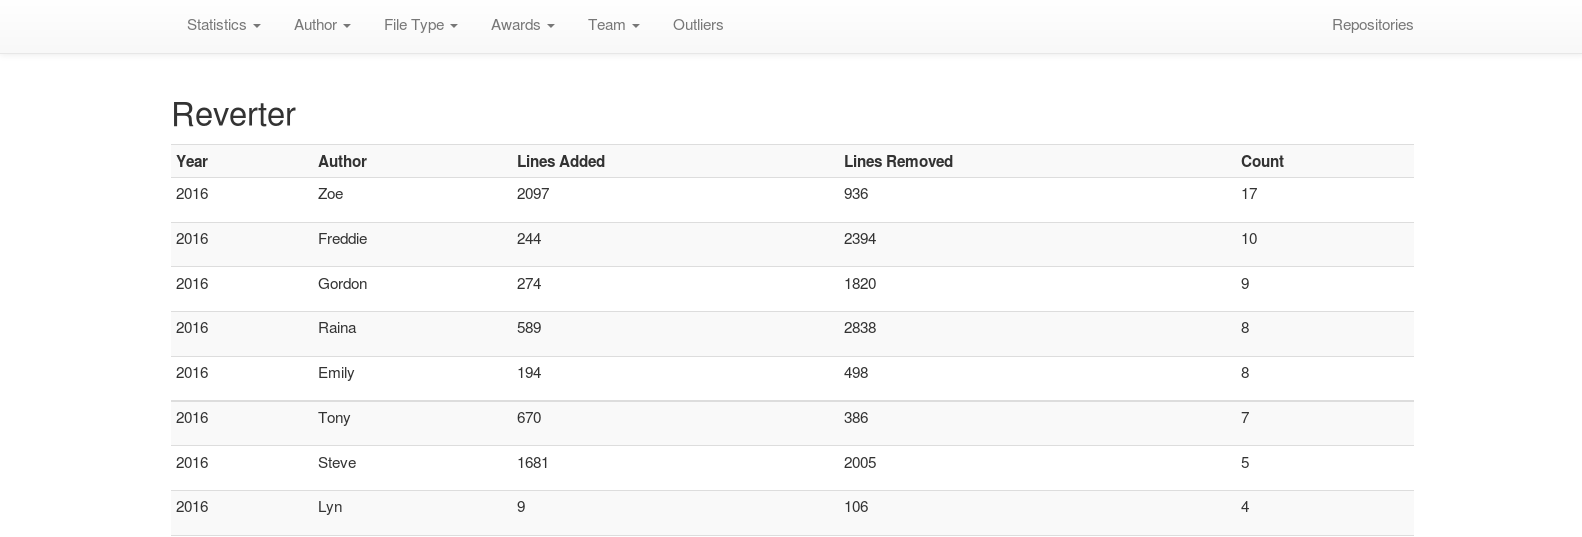 Statistics Author File Type Awards Team Outliers Repositories
Reverter
Year Author Lines Added Lines Removed Count
2016 Zoe 2097 936 17
2016 Freddie 244 2394 10
2016 Gordon 274 1820 9
2016 Raina 589 2838 8
2016 Emily 194 498 8
2016 Tony 670 386 7
2016 Steve 1681 2005 5
2016 Lyn 9 106 4